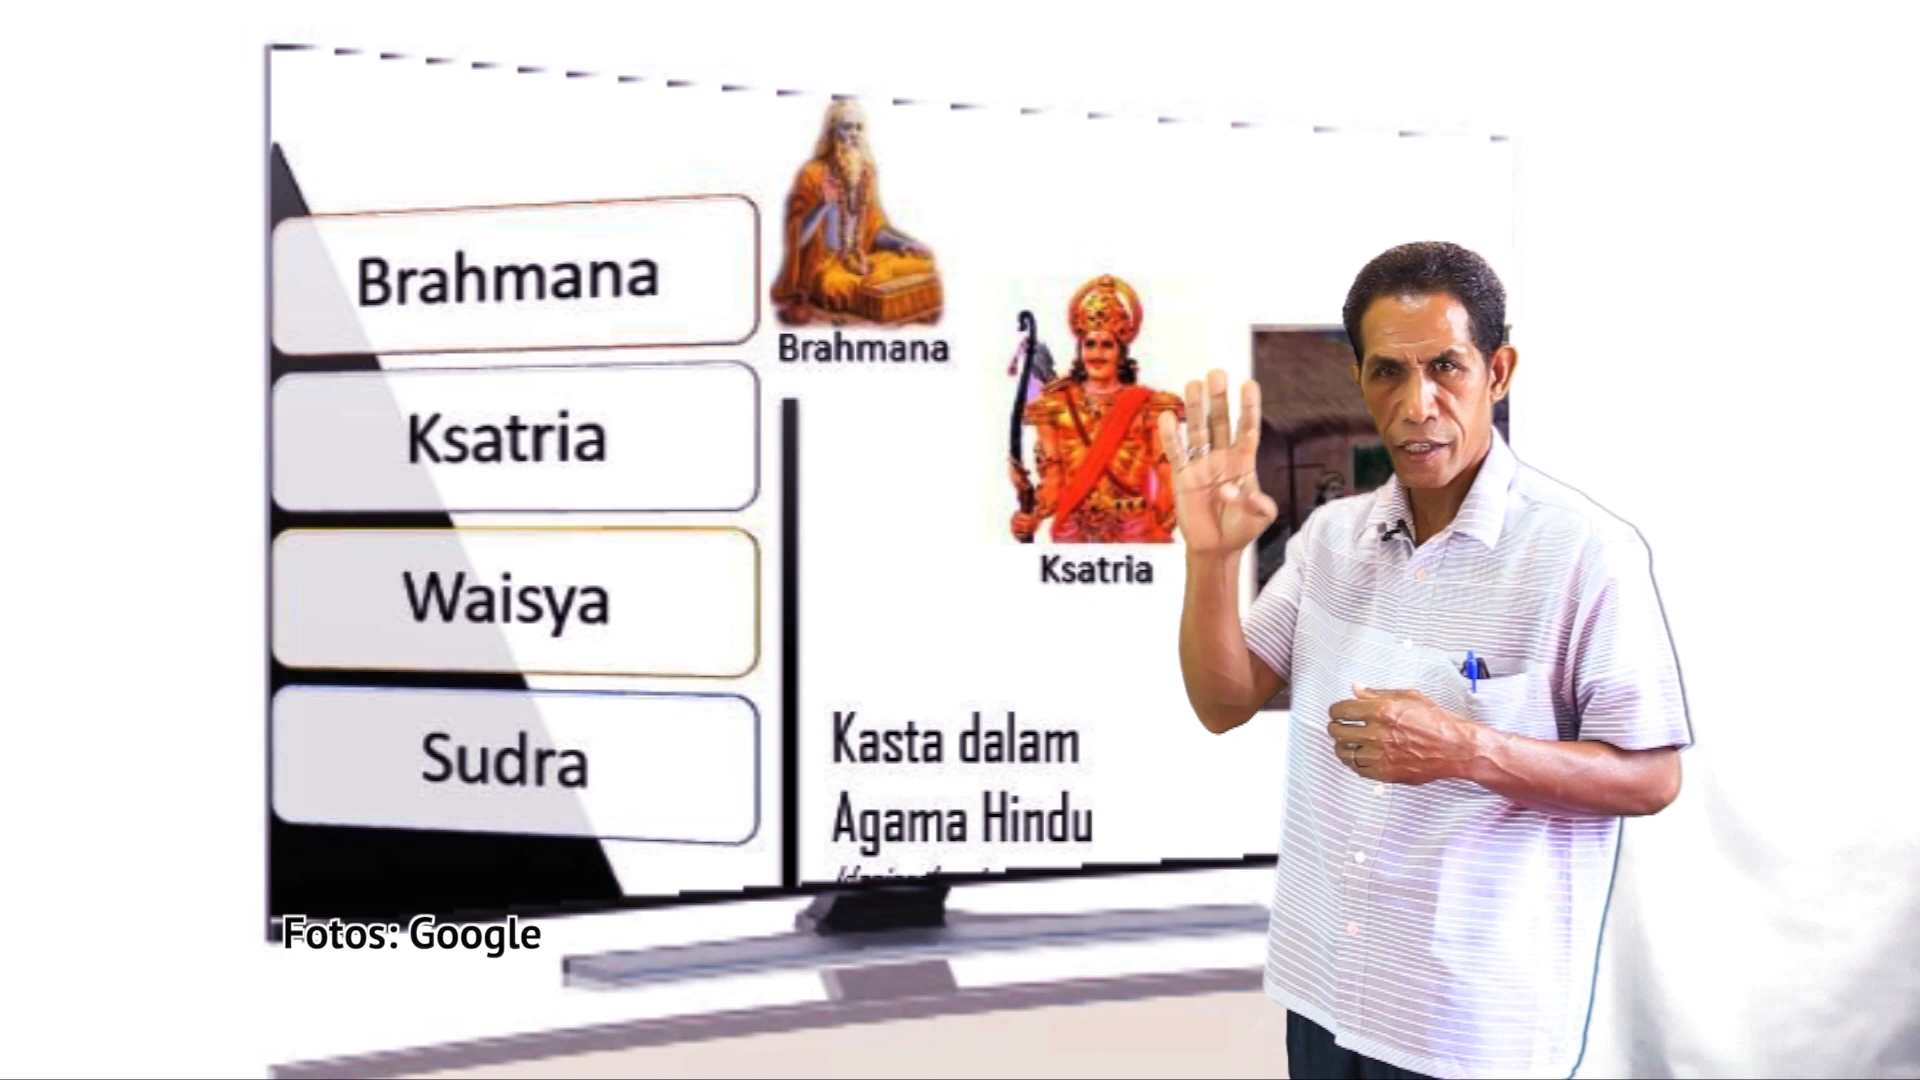 Brahmana
Ksatria
Waisya
Sudra
Brahmana
Ksatria
Kasta dalam
Agama Hindu
Fotos: Google